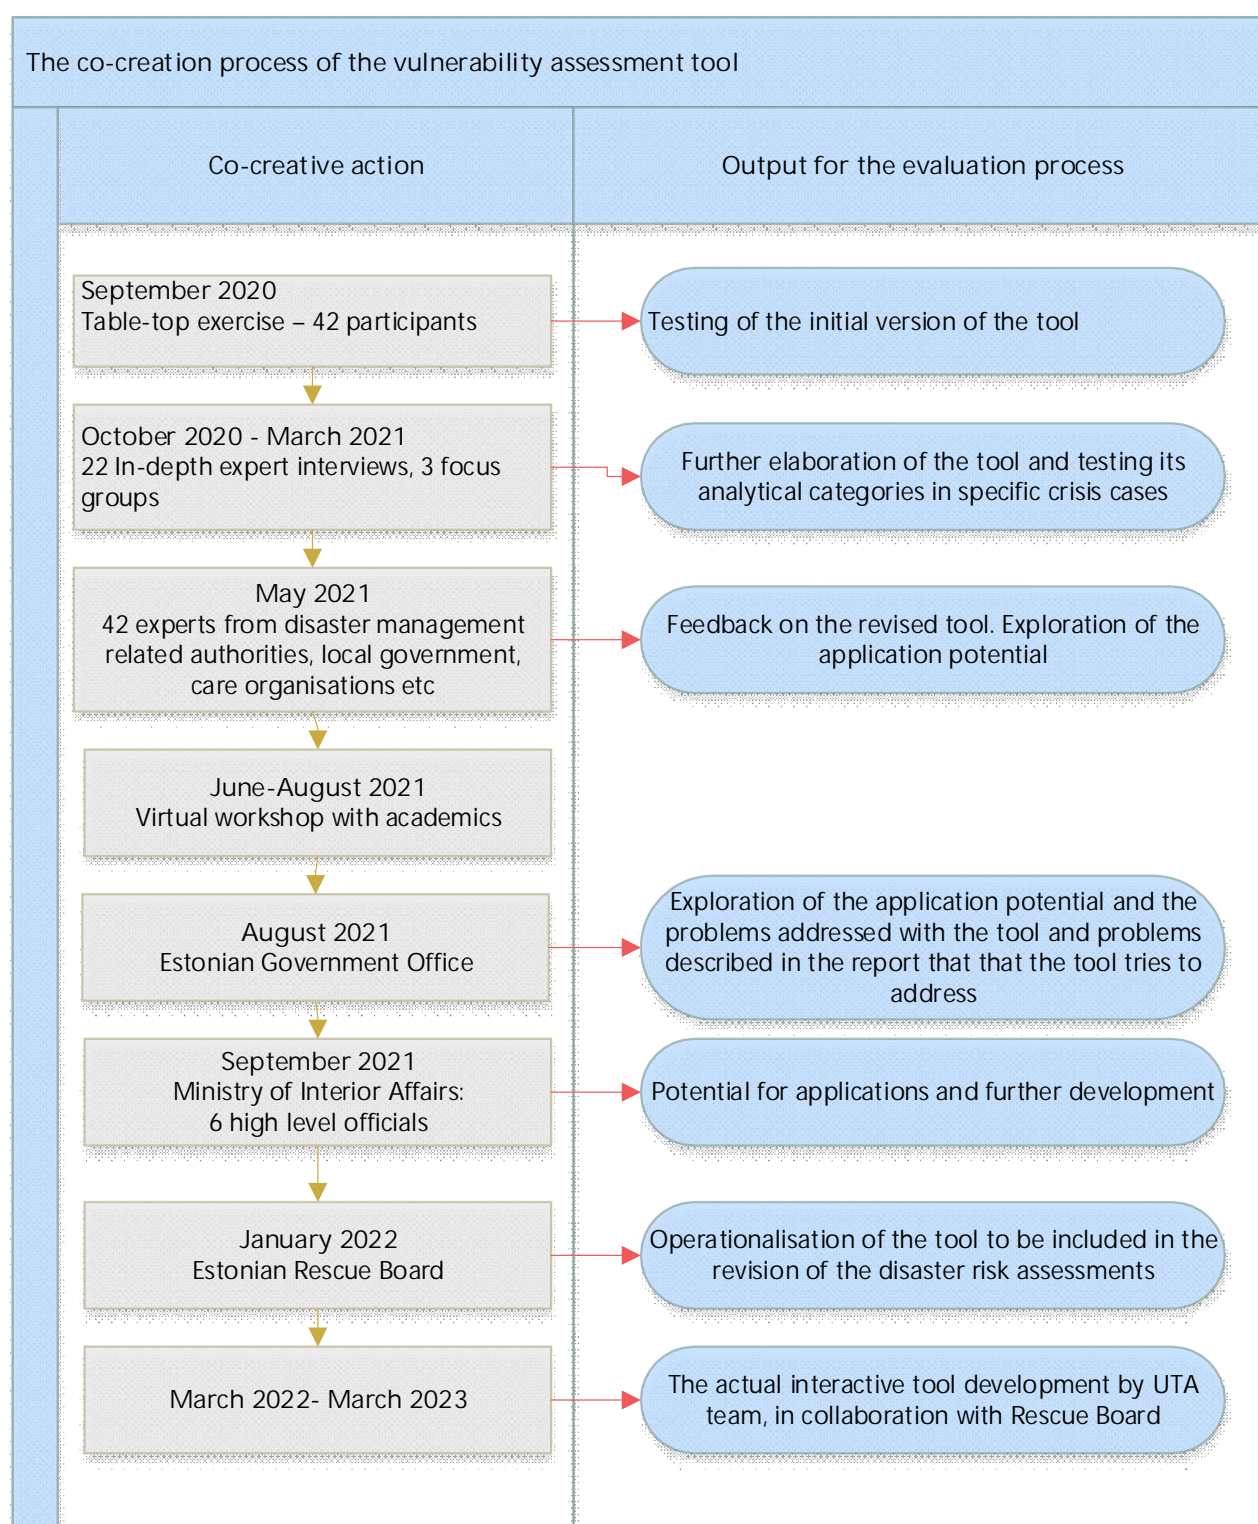 The co-creation process of the vulnerability assessment tool
Co-creative action
Output for the evaluation process
September 2020
Table-top exercise – 42 participants
Testing of the initial version of the tool
October 2020 - March 2021
22 In-depth expert interviews, 3 focus
groups
Further elaboration of the tool and testing its
analytical categories in specific crisis cases
May 2021
42 experts from disaster management
related authorities, local government,
care organisations etc
Feedback on the revised tool. Exploration of the
application potential
June-August 2021
Virtual workshop with academics
August 2021
Estonian Government Office
Exploration of the application potential and the
problems addressed with the tool and problems
described in the report that that the tool tries to
address
September 2021
Ministry of Interior Affairs:
6 high level officials
Potential for applications and further development
January 2022
Estonian Rescue Board
Operationalisation of the tool to be included in the
revision of the disaster risk assessments
March 2022- March 2023
The actual interactive tool development by UTA
team, in collaboration with Rescue Board